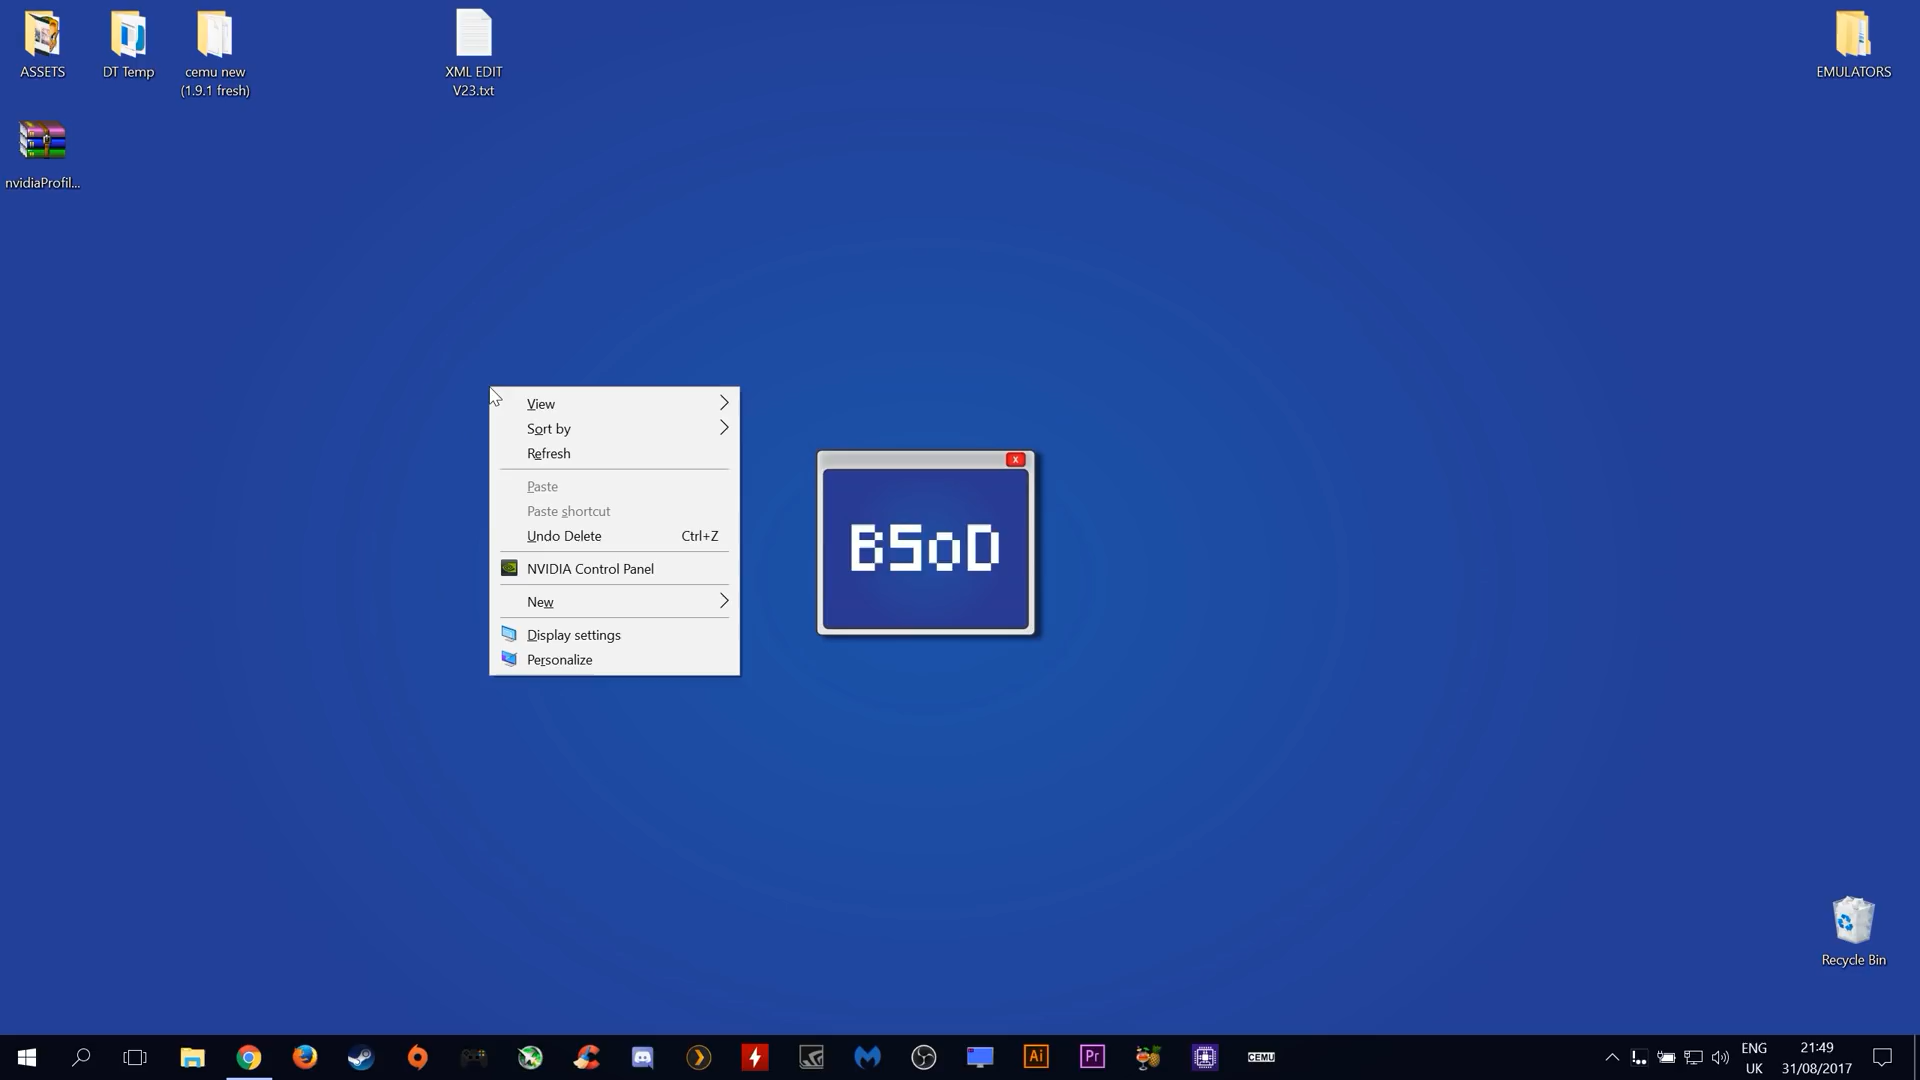 ASSETS
DT Temp
cemu new
(1.9.1 fresh)
XML EDIT
V23.txt
EMULATORS
nvidiaProfil...
View
Sort by
Refresh
Paste
Paste shortcut
Undo Delete Ctrl+Z
NVIDIA Control Panel
New
Display settings
Personalize
X
BSoD
Recycle Bin
Ai
Pr
CEMU
ENG
UK
21:49
31/08/2017